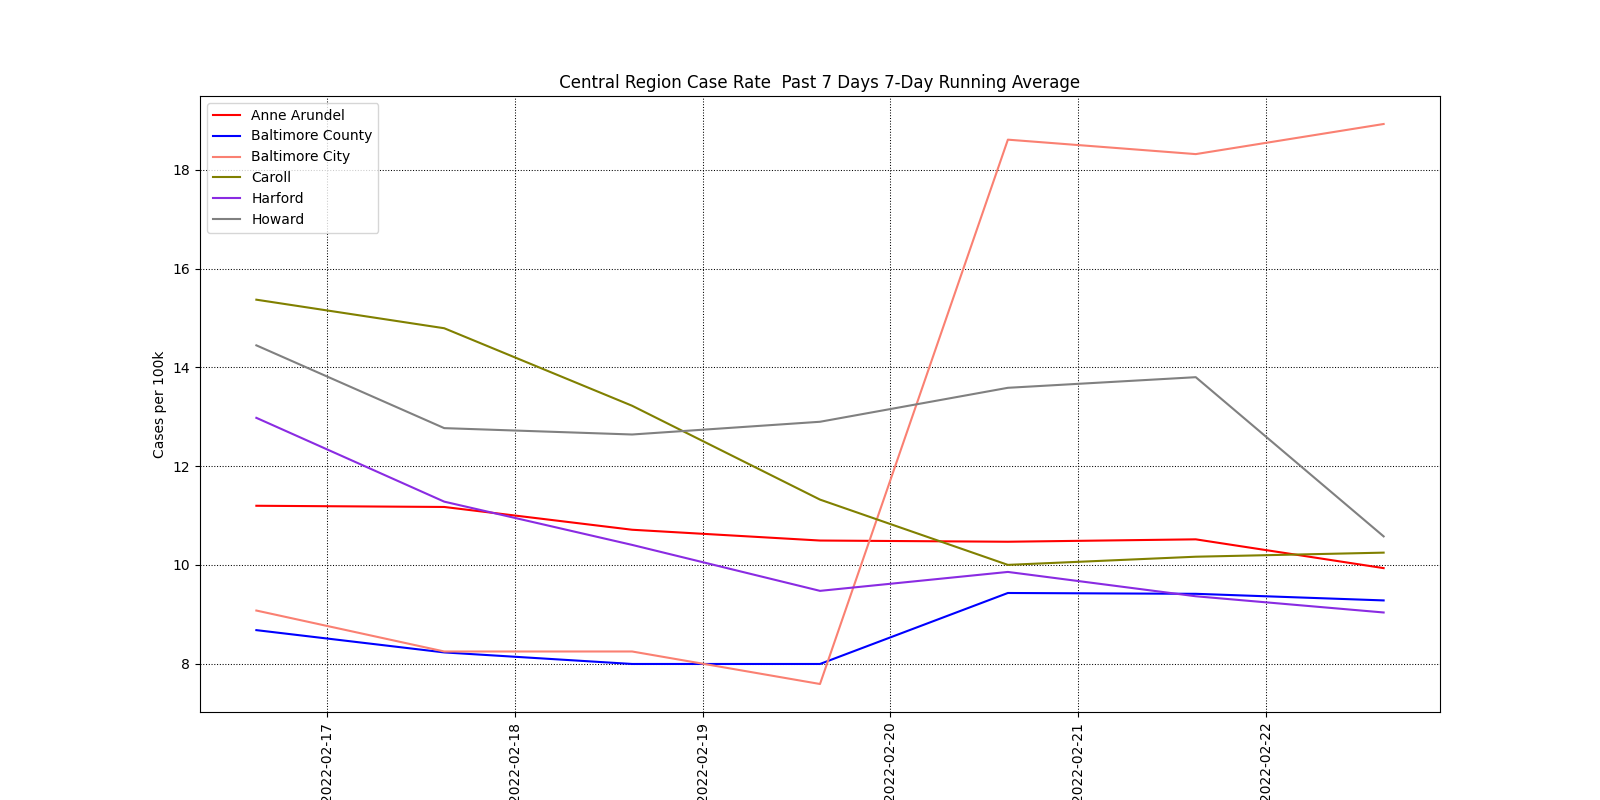 Central Region Case Rate  Past 7 Days 7-Day Running Average
Anne Arundel
Baltimore County
Baltimore City
Caroll
Harford
Howard
Cases per 100k
18
16
14
12
10
8
2022-02-17
2022-02-18
2022-02-19
2022-02-20
2022-02-21
2022-02-22